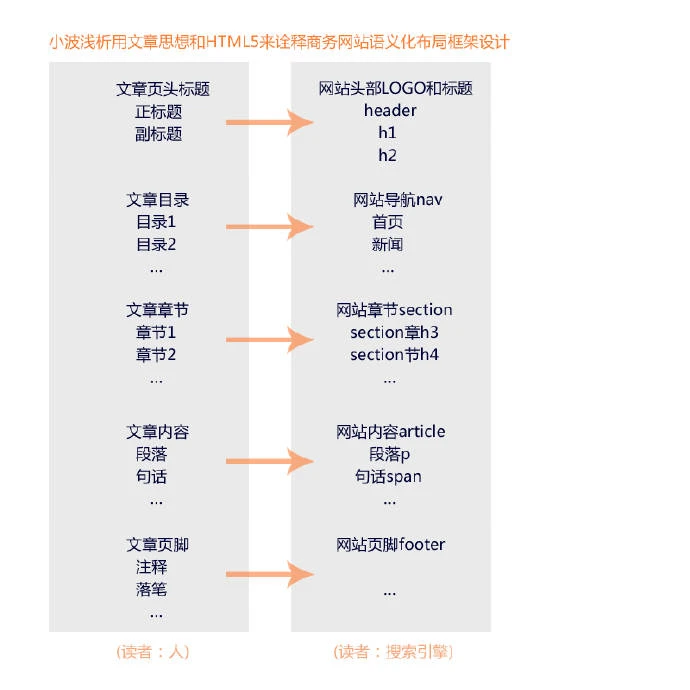 小波浅析用文章思想和HTML5来诠释商务网站语义化布局框架设计
文章页头标题
正标题
副标题
网站头部LOGO和标题
header
h1
h2
文章目录
目录1
目录2
...
网站导航nav
首页
新闻
...
文章章节
章节1
章节2
...
网站章节section
section章h3
section节h4
...
文章内容
段落
句话
...
网站内容article
段落p
句话span
...
文章页脚
注释
落笔
...
网站页脚footer
...
(读者：人)
(读者：搜索引擎)